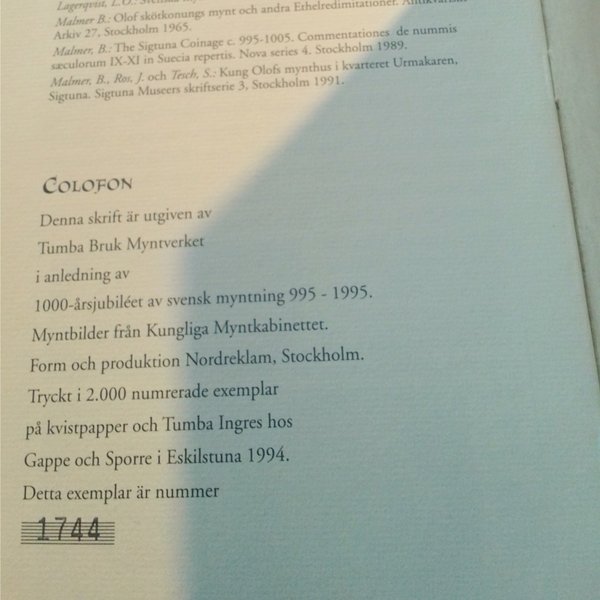 Lagerqvist, L.O.: Svenska
Malmer B.: Olof skötkonungs mynt och andra Ethelredimitationer. Antikvariskt
Arkiv 27, Stockholm 1965.
Malmer, B.: The Sigtuna Coinage c. 995-1005. Commentationes de nummis
sæculorum IX-XI in Suecia repertis. Nova series 4. Stockholm 1989.
Malmer, B., Ros, J. och Tesch, S.: Kung Olofs mynthus i kvarteret Urmakaren,
Sigtuna. Sigtuna Museers skriftserie 3, Stockholm 1991.
COLOFON
Denna skrift är utgiven av
Tumba Bruk Myntverket
i anledning av
1000-årsjubiléet av svensk myntning 995 - 1995.
Myntbilder från Kungliga Myntkabinettet.
Form och produktion Nordreklam, Stockholm.
Tryckt i 2.000 numrerade exemplar
på kvistpapper och Tumba Ingres hos
Gappe och Sporre i Eskilstuna 1994.
Detta exemplar är nummer
1744